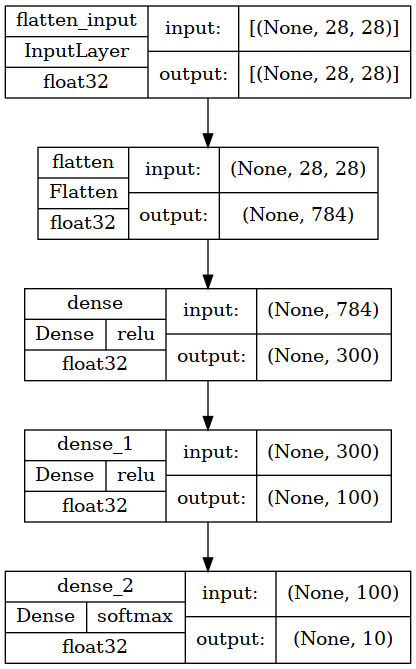 flatten_input
InputLayer
float32
input:
[(None, 28, 28)]
output:
[(None, 28, 28)]
flatten
Flatten
float32
input:
(None, 28, 28)
output:
(None, 784)
dense
Dense relu
float32
input:
(None, 784)
output:
(None, 300)
dense_1
Dense relu
float32
input:
(None, 300)
output:
(None, 100)
dense_2
Dense softmax
float32
input:
(None, 100)
output:
(None, 10)